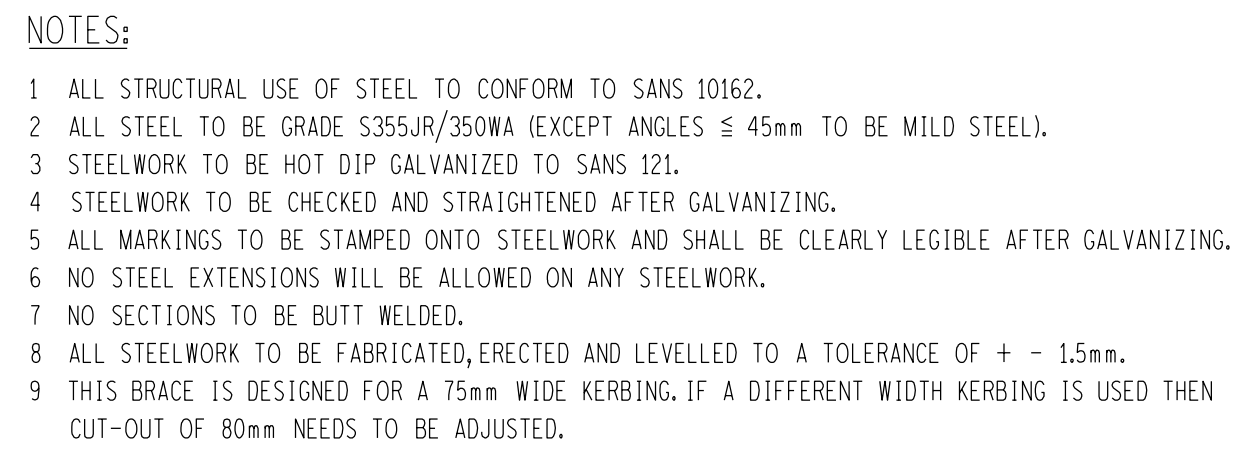 NOTES:
1 ALL STRUCTURAL USE OF STEEL TO CONFORM TO SANS 10162.
2 ALL STEEL TO BE GRADE S355JR/350WA (EXCEPT ANGLES ≦ 45mm TO BE MILD STEEL).
3 STEELWORK TO BE HOT DIP GALVANIZED TO SANS 121.
4 STEELWORK TO BE CHECKED AND STRAIGHTENED AFTER GALVANIZING.
5 ALL MARKINGS TO BE STAMPED ONTO STEELWORK AND SHALL BE CLEARLY LEGIBLE AFTER GALVANIZING.
6 NO STEEL EXTENSIONS WILL BE ALLOWED ON ANY STEELWORK.
7 NO SECTIONS TO BE BUTT WELDED.
8 ALL STEELWORK TO BE FABRICATED, ERECTED AND LEVELLED TO A TOLERANCE OF + - 1.5mm.
9 THIS BRACE IS DESIGNED FOR A 75mm WIDE KERBING. IF A DIFFERENT WIDTH KERBING IS USED THEN
CUT-OUT OF 80mm NEEDS TO BE ADJUSTED.